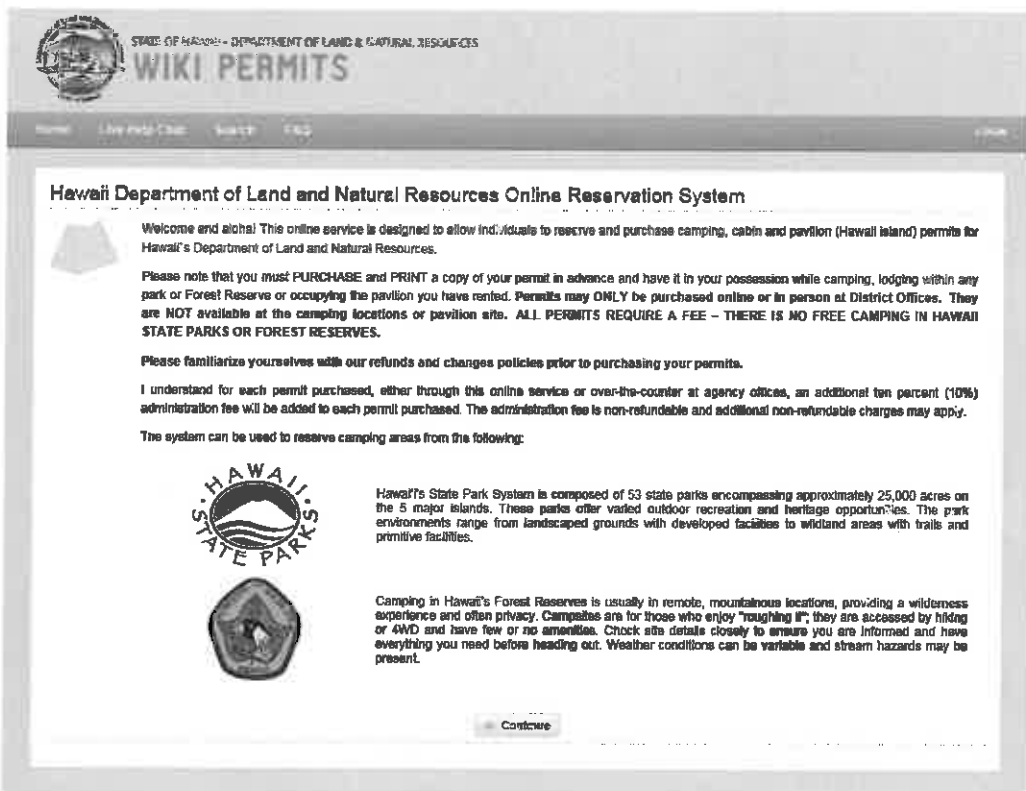 STATE OF HAWAII - DEPARTMENT OF LAND & NATURAL RESOURCES
WIKI PERMITS
Home Live Help Chat Search FAQ
Hawaii Department of Land and Natural Resources Online Reservation System
Welcome and aloha! This online service is designed to allow individuals to reserve and purchase camping, cabin and pavilion (Hawaii island) permits for
Hawaii's Department of Land and Natural Resources.
Please note that you must PURCHASE and PRINT a copy of your permit in advance and have it in your possession while camping, lodging within any
park or Forest Reserve or occupying the pavilion you have rented. Permits may ONLY be purchased online or in person at District Offices. They
are NOT available at the camping locations or pavilion site. ALL PERMITS REQUIRE A FEE – THERE IS NO FREE CAMPING IN HAWAII
STATE PARKS OR FOREST RESERVES.
Please familiarize yourselves with our refunds and changes policies prior to purchasing your permits.
I understand for each permit purchased, either through this online service or over-the-counter at agency offices, an additional ten percent (10%)
administration fee will be added to each permit purchased. The administration fee is non-refundable and additional non-refundable charges may apply.
The system can be used to reserve camping areas from the following:
HAWAII
STATE PARKS
Hawai'i's State Park System is composed of 53 state parks encompassing approximately 25,000 acres on
the 5 major islands. These parks offer varied outdoor recreation and heritage opportunities. The park
environments range from landscaped grounds with developed facilities to wildland areas with trails and
primitive facilities.
Camping in Hawai'i's Forest Reserves is usually in remote, mountainous locations, providing a wilderness
experience and often privacy. Campsites are for those who enjoy "roughing it"; they are accessed by hiking
or 4WD and have few or no amenities. Check site details closely to ensure you are informed and have
everything you need before heading out. Weather conditions can be variable and stream hazards may be
present.
Continue